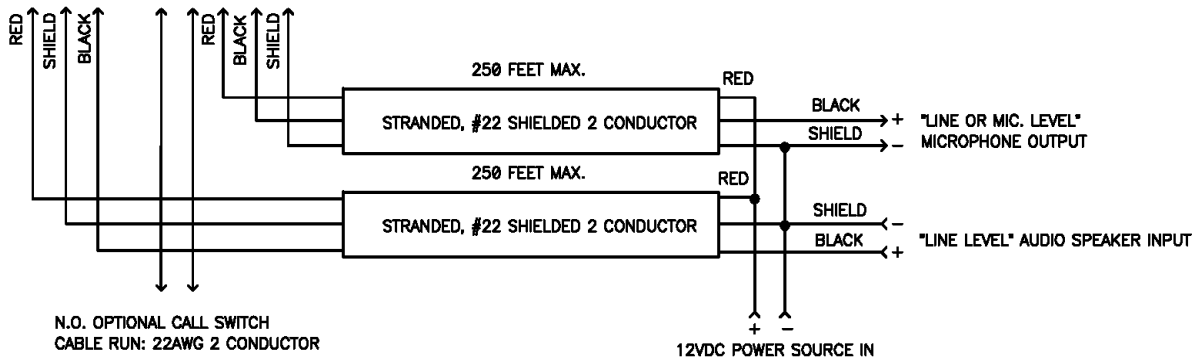 RED
SHIELD
BLACK
RED
BLACK
SHIELD
250 FEET MAX.
RED
STRANDED, #22 SHIELDED 2 CONDUCTOR
BLACK
+
"LINE OR MIC. LEVEL"
SHIELD
–
MICROPHONE OUTPUT
250 FEET MAX.
RED
STRANDED, #22 SHIELDED 2 CONDUCTOR
SHIELD
–
BLACK
+
"LINE LEVEL" AUDIO SPEAKER INPUT
N.O. OPTIONAL CALL SWITCH
CABLE RUN: 22AWG 2 CONDUCTOR
+ –
12VDC POWER SOURCE IN